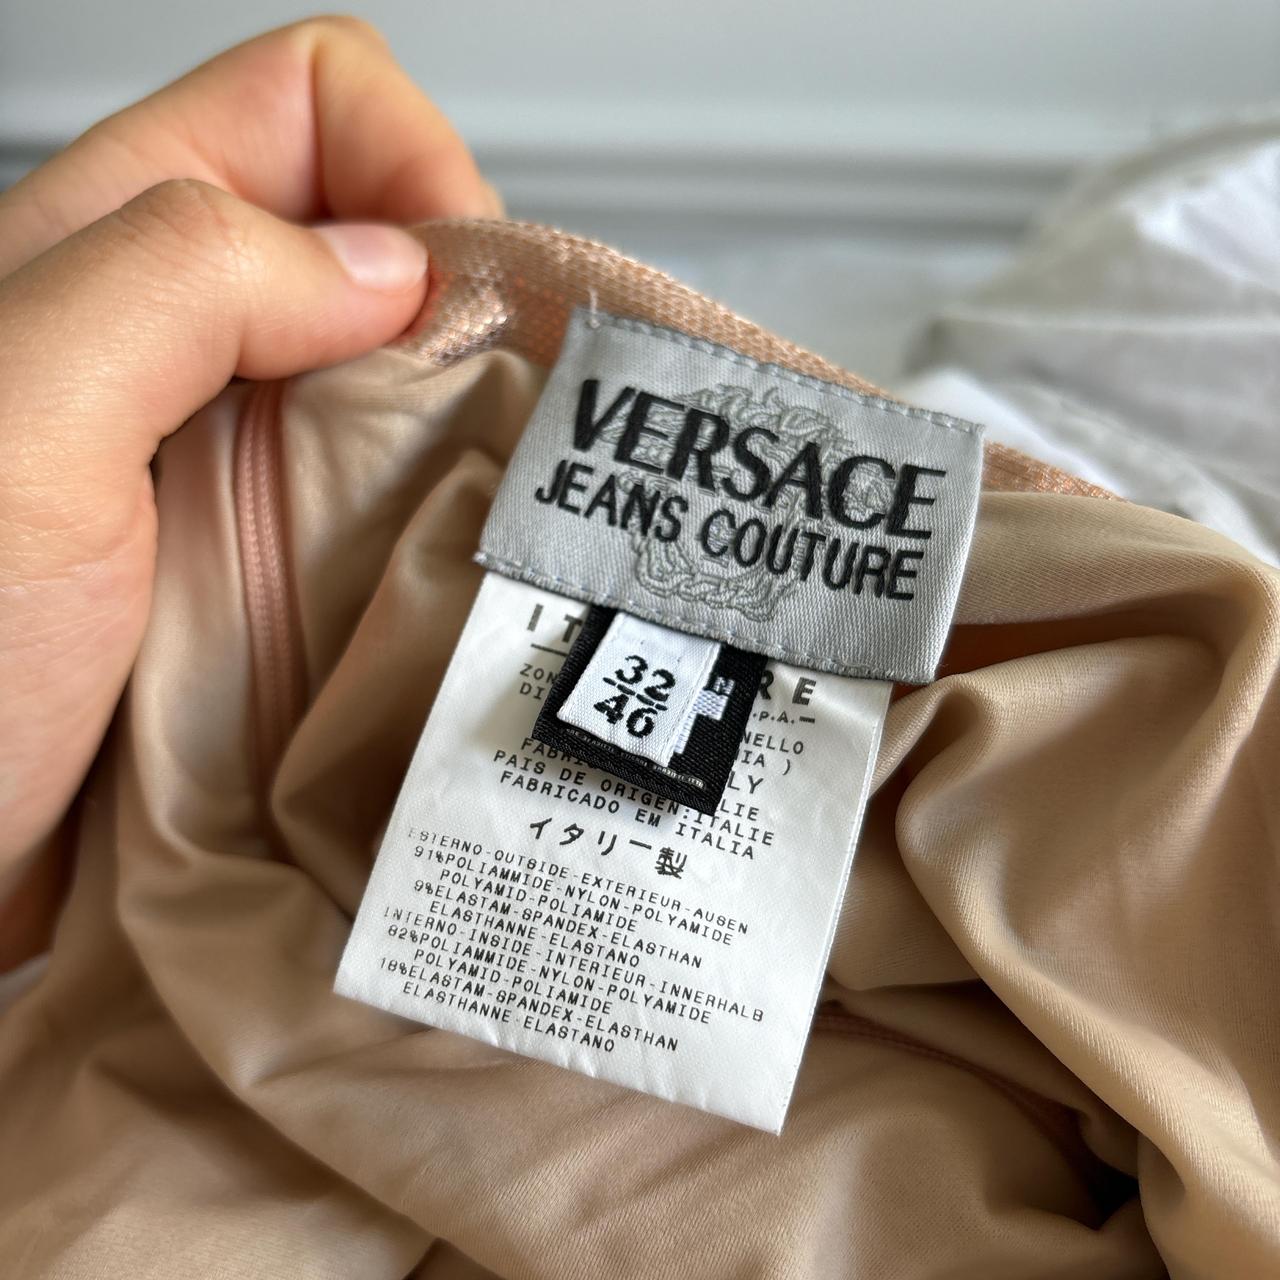 VERSACE
JEANS COUTURE
32
46
PAIS DE ORIGEN:ITALIE
FABRICADO EM ITALIA
イタリー製
ESTERNO-OUTSIDE-EXTERIEUR-AUSEN
91%POLIAMMIDE-NYLON-POLYAMIDE
POLYAMID-POLIAMIDE
9%ELASTAM-SPANDEX-ELASTHAN
ELASTHANNE-ELASTANO
INTERNO-INSIDE-INTERIEUR-INNERHALB
82%POLIAMMIDE-NYLON-POLYAMIDE
POLYAMID-POLIAMIDE
18%ELASTAM-SPANDEX-ELASTHAN
ELASTHANNE-ELASTANO